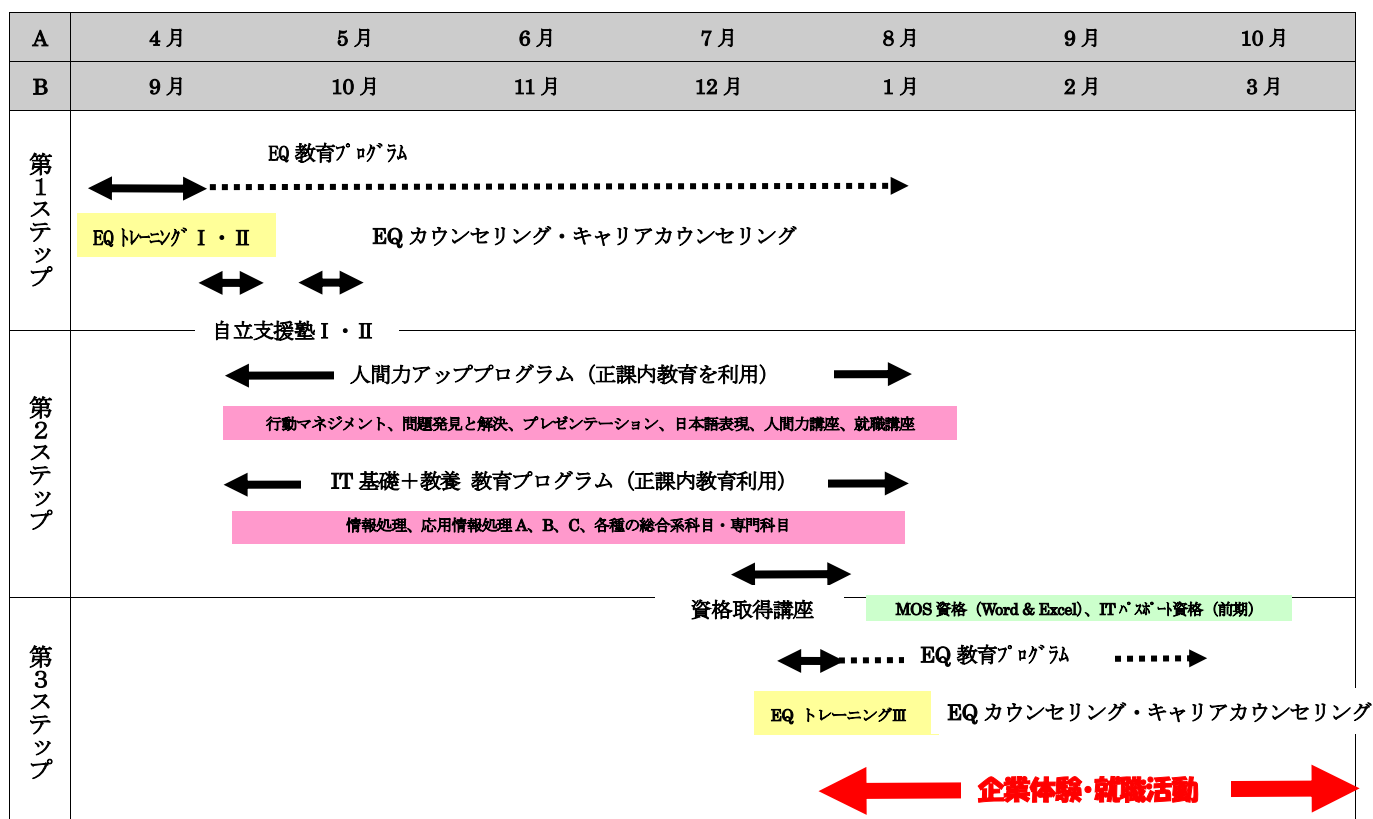 A 4月 5月 6月 7月 8月 9月 10月
B 9月 10月 11月 12月 1月 2月 3月
第1ステップ
EQ教育ﾌﾟﾛｸﾞﾗﾑ
EQﾄﾚｰﾆﾝｸﾞⅠ・Ⅱ
EQカウンセリング・キャリアカウンセリング
自立支援塾Ⅰ・Ⅱ
第2ステップ
人間力アッププログラム（正課内教育を利用）
行動マネジメント、問題発見と解決、プレゼンテーション、日本語表現、人間力講座、就職講座
IT基礎＋教養 教育プログラム（正課内教育利用）
情報処理、応用情報処理A、B、C、各種の総合系科目・専門科目
資格取得講座
MOS資格（Word & Excel）、ITﾊﾟｽﾎﾟｰﾄ資格（前期）
第3ステップ
EQ教育ﾌﾟﾛｸﾞﾗﾑ
EQ トレーニングⅢ
EQカウンセリング・キャリアカウンセリング
企業体験・就職活動